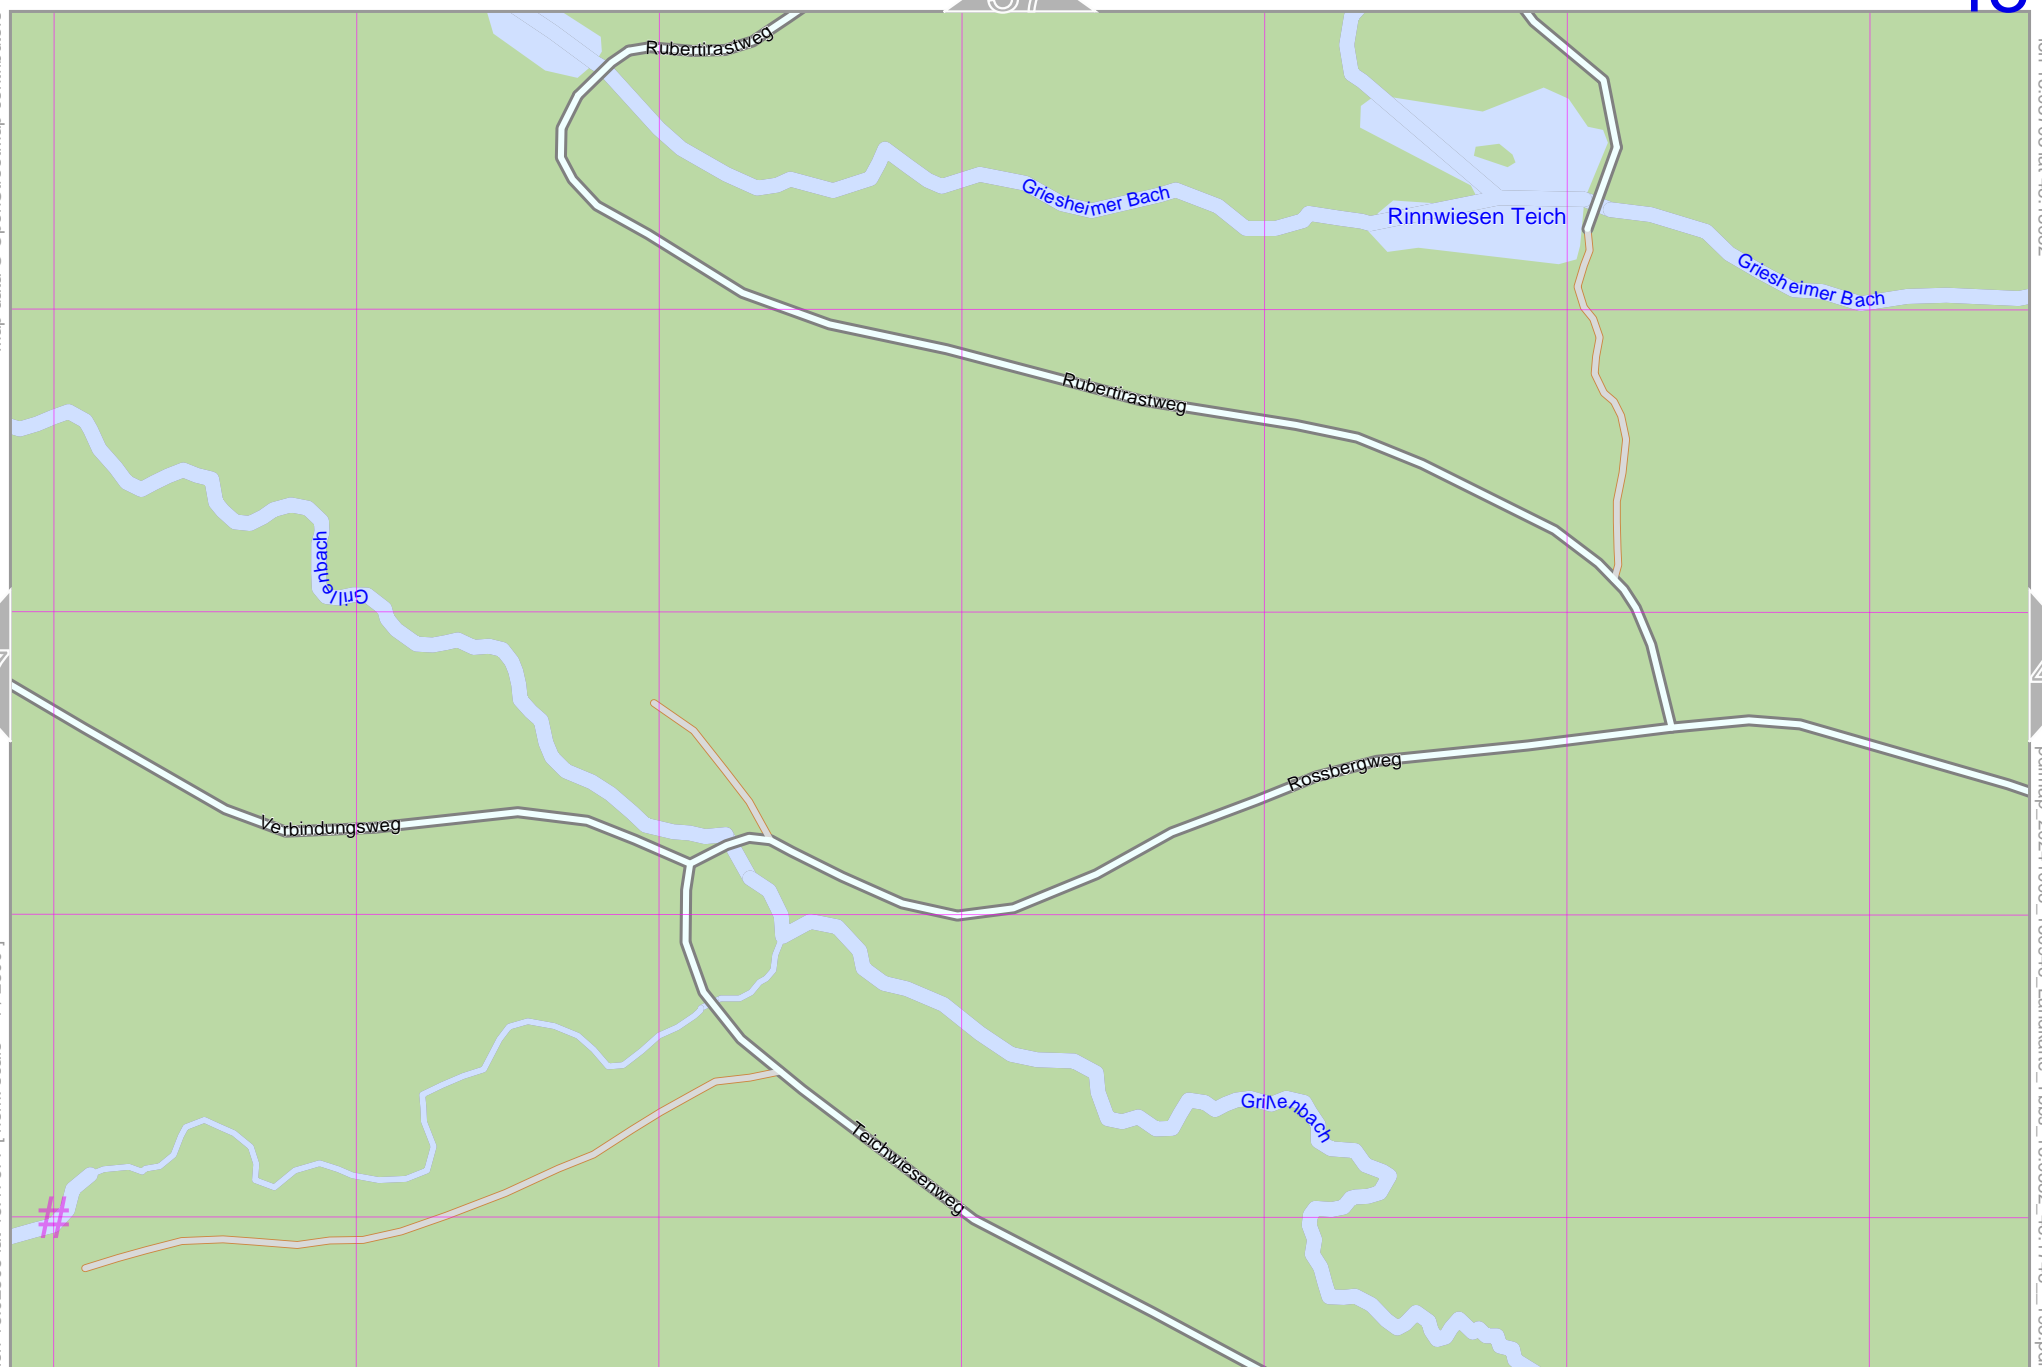 Rubertirastweg
Griesheimer Bach
Rinnwiesen Teich
Griesheimer Bach
Rubertirastweg
Grillenbach
Rossbergweg
Verbindungsweg
Grillenbach
Teichwiesenweg
#